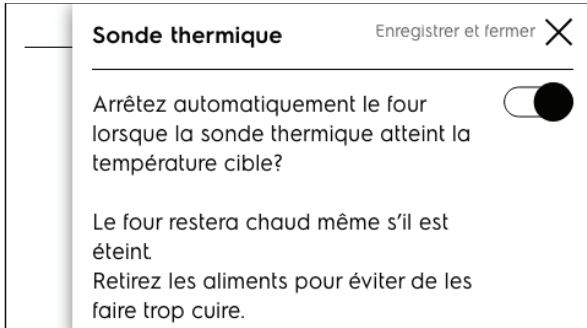 Sonde thermique
Enregistrer et fermer
Arrêtez automatiquement le four
lorsque la sonde thermique atteint la
température cible?
Le four restera chaud même s'il est
éteint.
Retirez les aliments pour éviter de les
faire trop cuire.